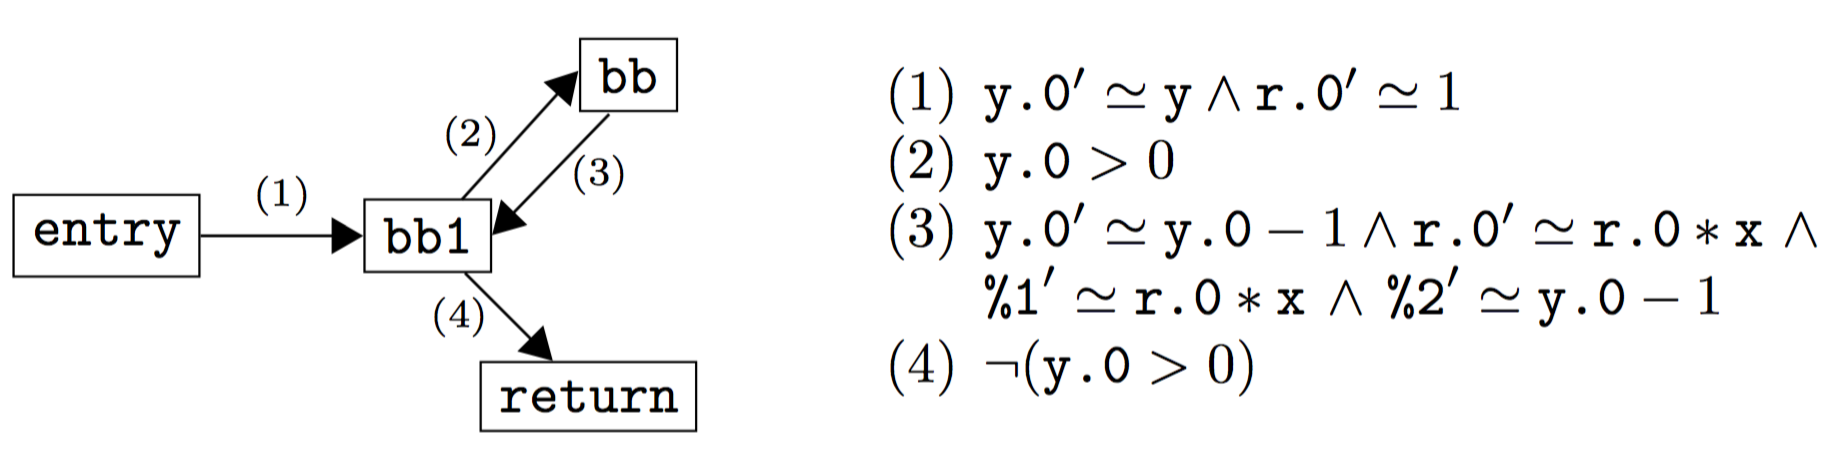 bb
(2)
(3)
(1)
entry
bb1
(4)
return
(1) y.0′ ≃ y ∧ r.0′ ≃ 1
(2) y.0 > 0
(3) y.0′ ≃ y.0 − 1 ∧ r.0′ ≃ r.0 ∗ x ∧
%1′ ≃ r.0 ∗ x ∧ %2′ ≃ y.0 − 1
(4) ¬(y.0 > 0)